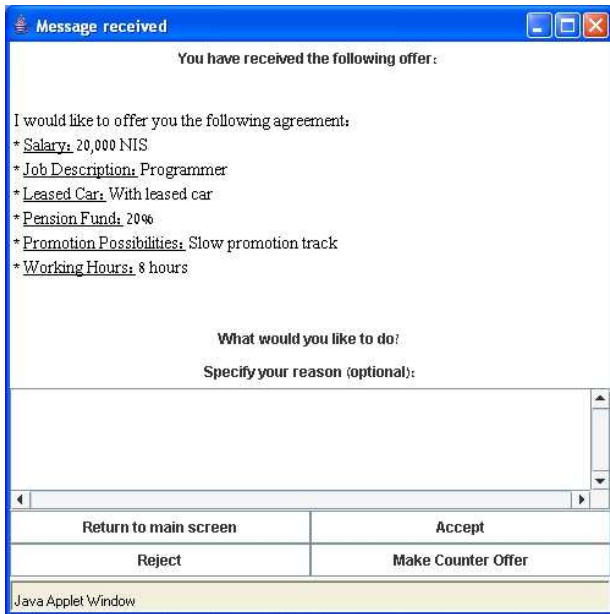 Message received
You have received the following offer:
I would like to offer you the following agreement:
* Salary: 20,000 NIS
* Job Description: Programmer
* Leased Car: With leased car
* Pension Fund: 20%
* Promotion Possibilities: Slow promotion track
* Working Hours: 8 hours
What would you like to do?
Specify your reason (optional):
Return to main screen Accept
Reject Make Counter Offer
Java Applet Window